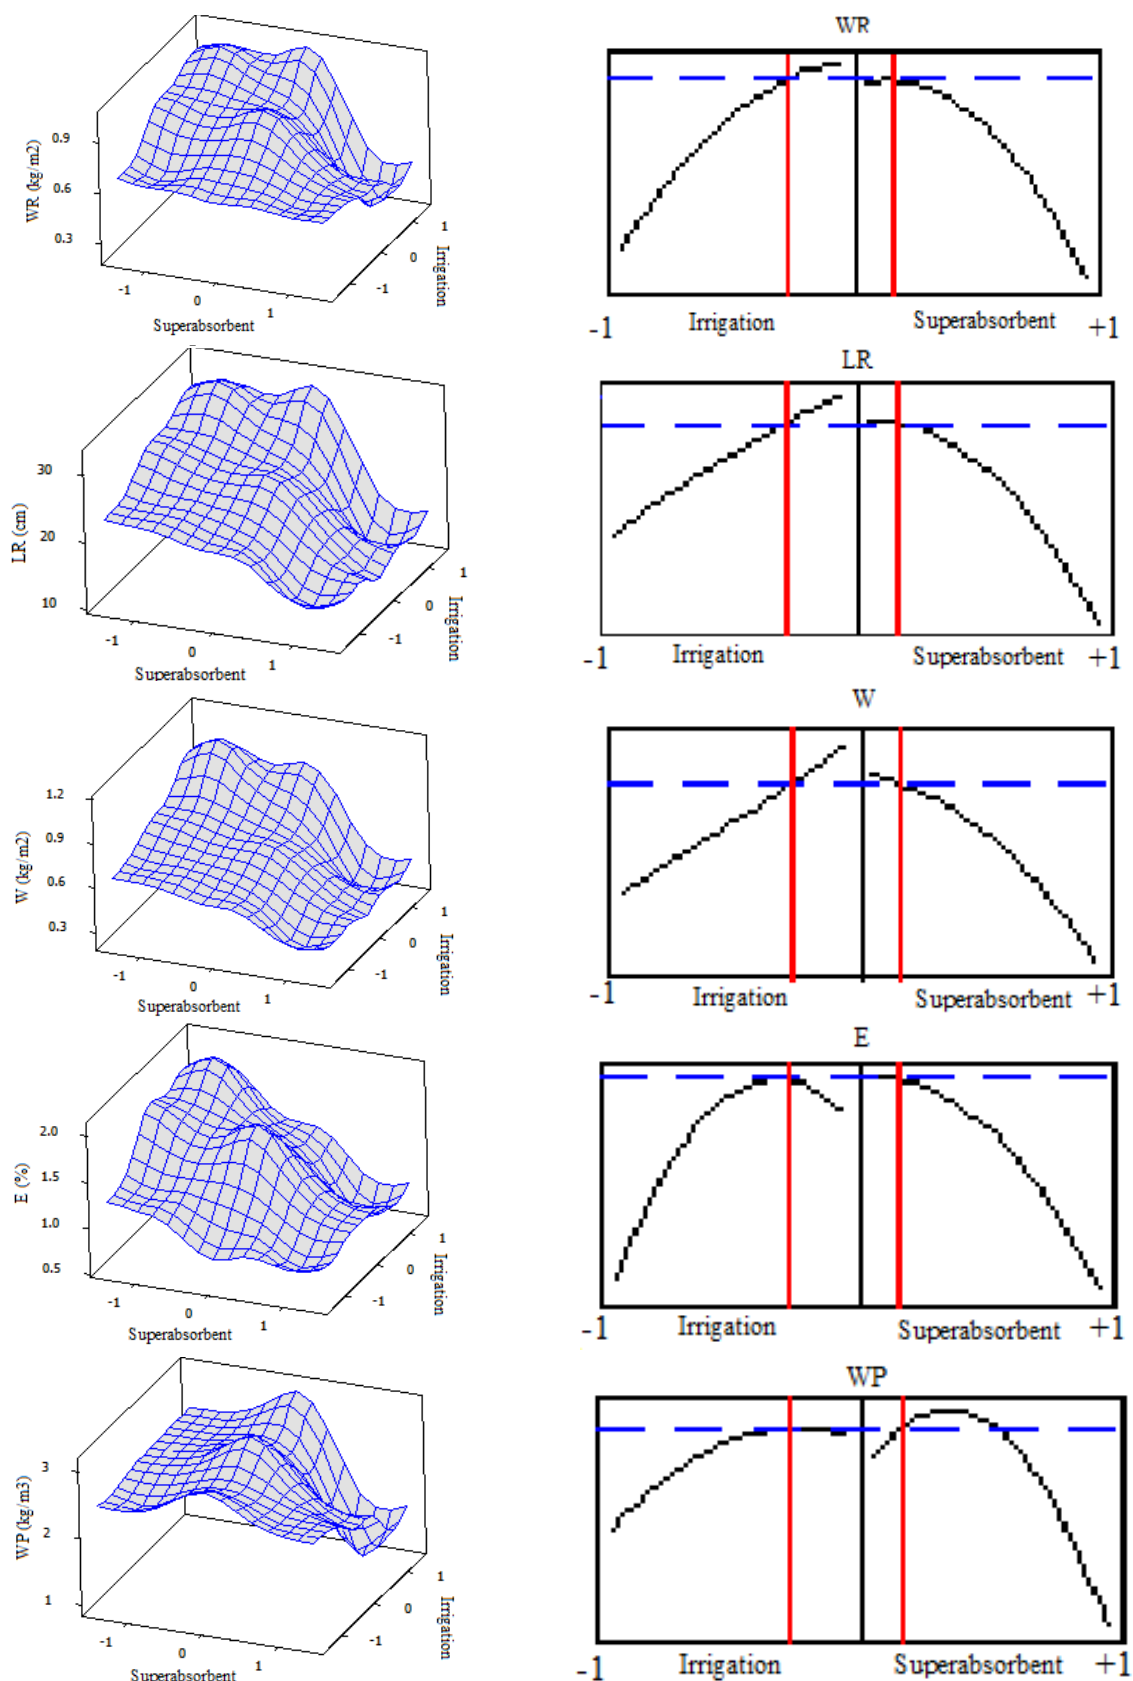 WR
WR (kg/m2)
0.9
0.6
0.3
-1
0
1
Superabsorbent
-1
0
1
Irrigation
-1
Irrigation
Superabsorbent
+1
LR
LR (cm)
30
20
10
-1
0
1
Superabsorbent
-1
0
1
Irrigation
-1
Irrigation
Superabsorbent
+1
W
W (kg/m2)
1.2
0.9
0.6
0.3
-1
0
1
Superabsorbent
-1
0
1
Irrigation
-1
Irrigation
Superabsorbent
+1
E
E (%)
2.0
1.5
1.0
0.5
-1
0
1
Superabsorbent
-1
0
1
Irrigation
-1
Irrigation
Superabsorbent
+1
WP
WP (kg/m3)
3
2
1
-1
0
1
Superabsorbent
-1
0
1
Irrigation
-1
Irrigation
Superabsorbent
+1